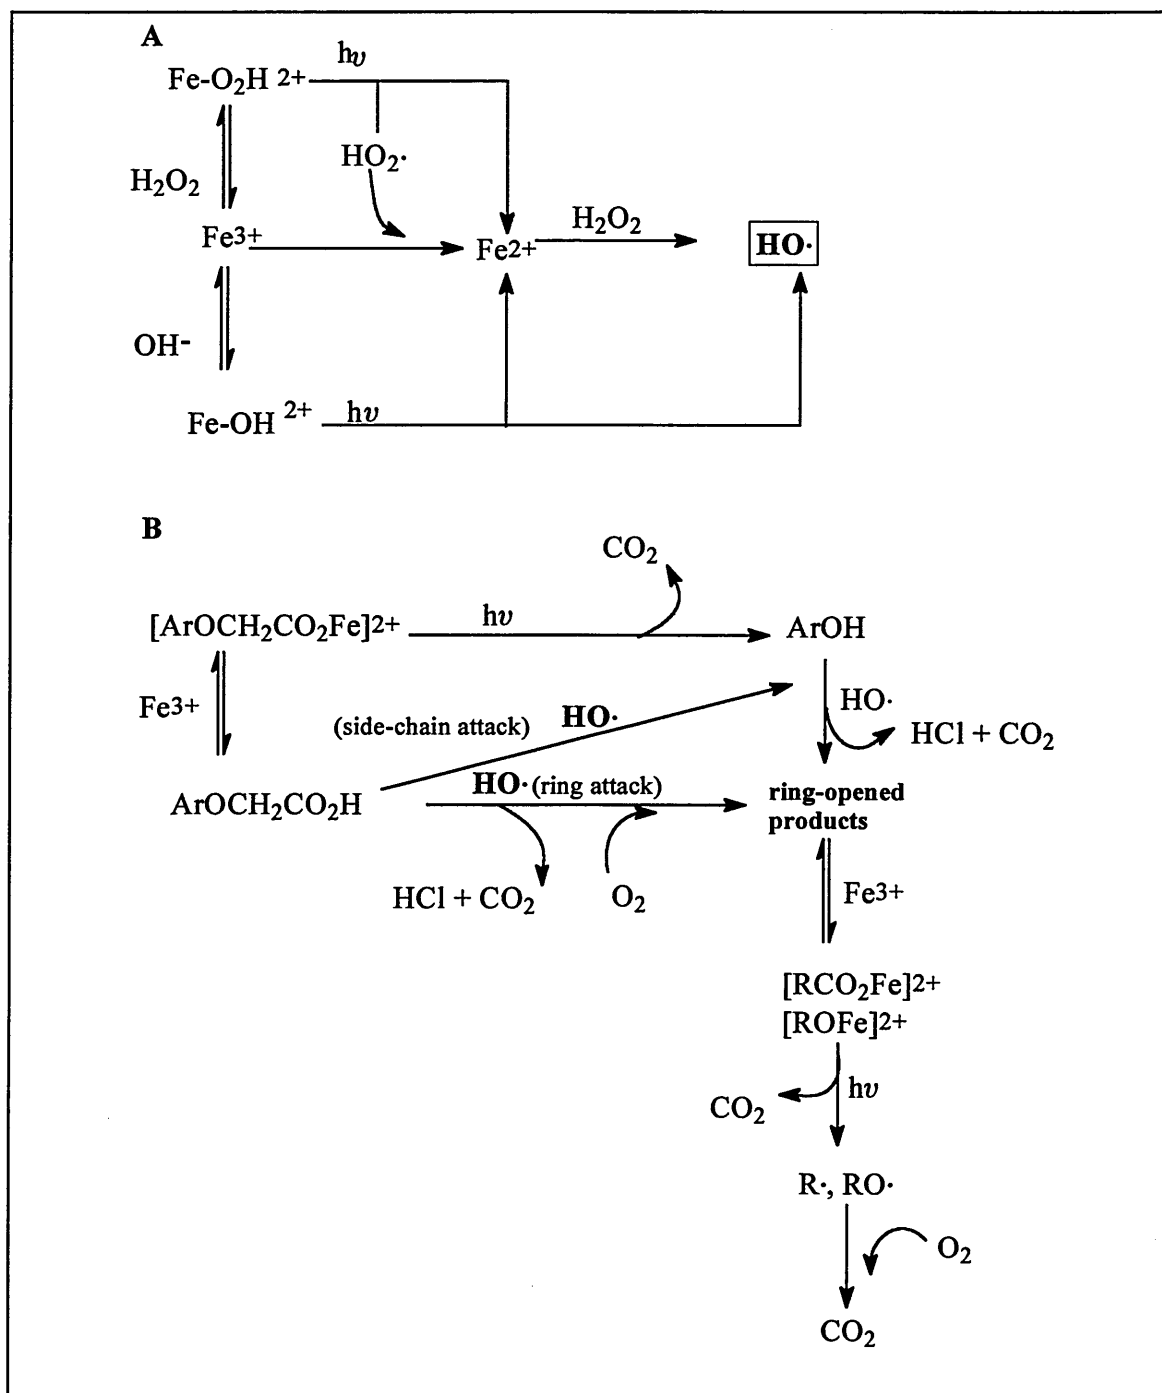 A
hν
Fe-O₂H ²⁺
HO₂·
H₂O₂
H₂O₂
Fe³⁺
Fe²⁺
HO·
OH⁻
Fe-OH ²⁺
hν
B
CO₂
[ArOCH₂CO₂Fe]²⁺
hν
ArOH
Fe³⁺
HO·
(side-chain attack)
HO·
HCl + CO₂
HO· (ring attack)
ArOCH₂CO₂H
ring-opened
products
HCl + CO₂
O₂
Fe³⁺
[RCO₂Fe]²⁺
[ROFe]²⁺
hν
CO₂
R·, RO·
O₂
CO₂